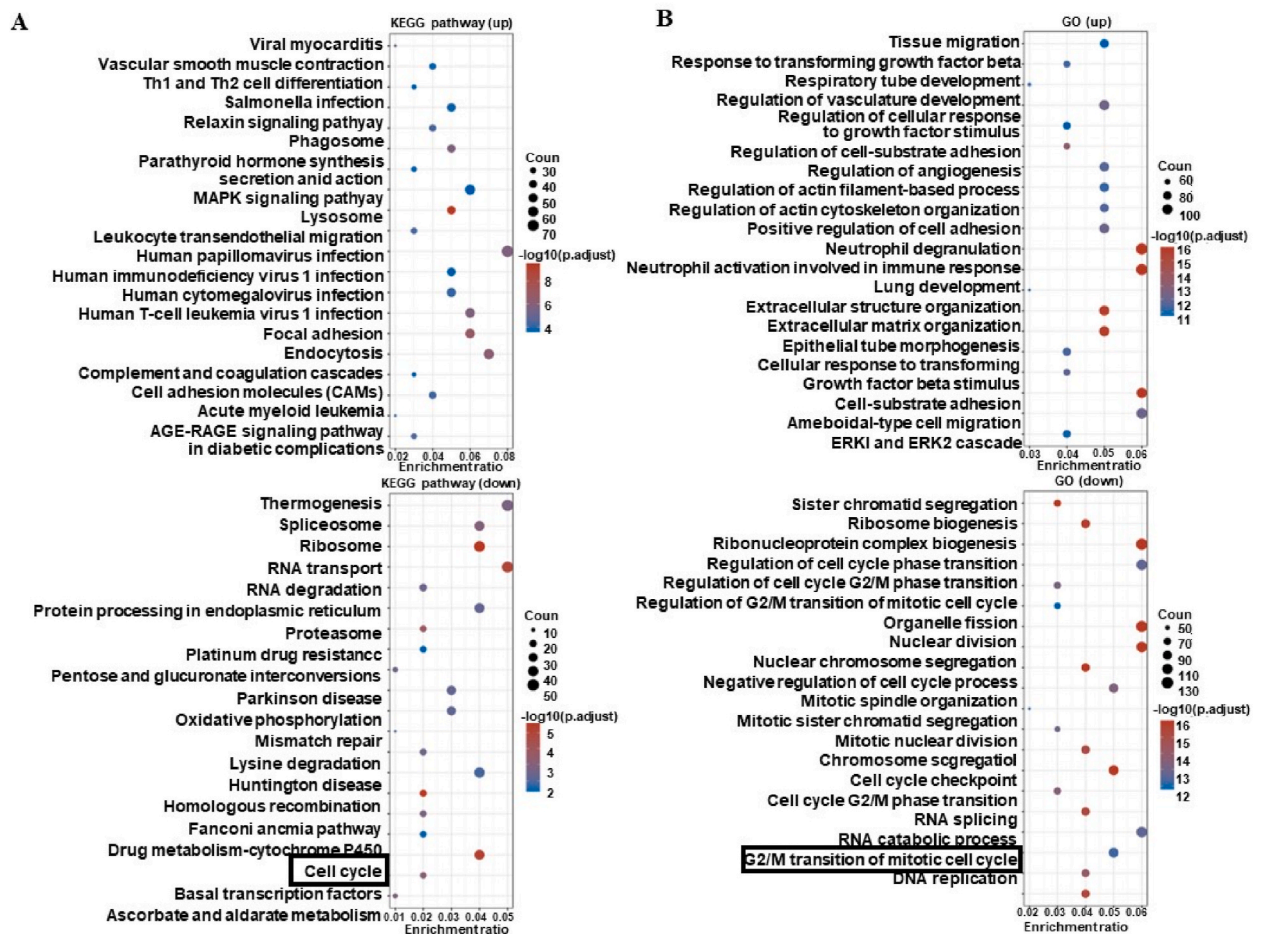 A
KEGG pathway (up)
Viral myocarditis
Vascular smooth muscle contraction
Th1 and Th2 cell differentiation
Salmonella infection
Relaxin signaling pathyay
Phagosome
Parathyroid hormone synthesis
secretion anid action
MAPK signaling pathyay
Lysosome
Leukocyte transendothelial migration
Human papillomavirus infection
Human immunodeficiency virus 1 infection
Human cytomegalovirus infection
Human T-cell leukemia virus 1 infection
Focal adhesion
Endocytosis
Complement and coagulation cascades
Cell adhesion molecules (CAMs)
Acute myeloid leukemia
AGE-RAGE signaling pathway
in diabetic complications
0.02 0.04 0.06 0.08
Enrichment ratio
Coun
30
40
50
60
70
-log10(p.adjust)
8
6
4
B
GO (up)
Tissue migration
Response to transforming growth factor beta
Respiratory tube development
Regulation of vasculature development
Regulation of cellular response
to growth factor stimulus
Regulation of cell-substrate adhesion
Regulation of angiogenesis
Regulation of actin filament-based process
Regulation of actin cytoskeleton organization
Positive regulation of cell adhesion
Neutrophil degranulation
Neutrophil activation involved in immune response
Lung development
Extracellular structure organization
Extracellular matrix organization
Epithelial tube morphogenesis
Cellular response to transforming
Growth factor beta stimulus
Cell-substrate adhesion
Ameboidal-type cell migration
ERKI and ERK2 cascade
0.03 0.04 0.05 0.06
Enrichment ratio
Coun
60
80
100
-log10(p.adjust)
16
15
14
13
12
11
KEGG pathway (down)
Thermogenesis
Spliceosome
Ribosome
RNA transport
RNA degradation
Protein processing in endoplasmic reticulum
Proteasome
Platinum drug resistancc
Pentose and glucuronate interconversions
Parkinson disease
Oxidative phosphorylation
Mismatch repair
Lysine degradation
Huntington disease
Homologous recombination
Fanconi ancmia pathway
Drug metabolism-cytochrome P450
Cell cycle
Basal transcription factors
Ascorbate and aldarate metabolism
0.01 0.02 0.03 0.04 0.05
Enrichment ratio
Coun
10
20
30
40
50
-log10(p.adjust)
5
4
3
2
GO (down)
Sister chromatid segregation
Ribosome biogenesis
Ribonucleoprotein complex biogenesis
Regulation of cell cycle phase transition
Regulation of cell cycle G2/M phase transition
Regulation of G2/M transition of mitotic cell cycle
Organelle fission
Nuclear division
Nuclear chromosome segregation
Negative regulation of cell cycle process
Mitotic spindle organization
Mitotic sister chromatid segregation
Mitotic nuclear division
Chromosome scgregatiol
Cell cycle checkpoint
Cell cycle G2/M phase transition
RNA splicing
RNA catabolic process
G2/M transition of mitotic cell cycle
DNA replication
0.02 0.03 0.04 0.05 0.06
Enrichment ratio
Coun
50
70
90
110
130
-log10(p.adjust)
16
15
14
13
12